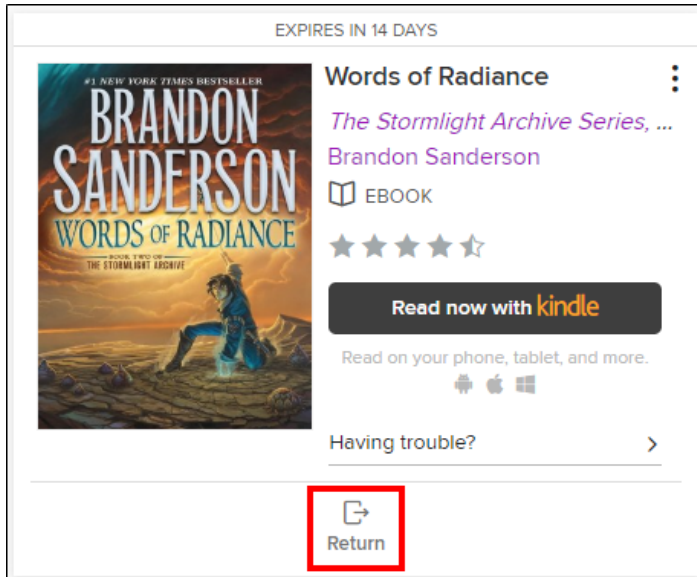 EXPIRES IN 14 DAYS
#1 NEW YORK TIMES BESTSELLER
BRANDON
SANDERSON
WORDS OF RADIANCE
BOOK TWO OF
THE STORMLIGHT ARCHIVE
Words of Radiance
The Stormlight Archive Series, ...
Brandon Sanderson
EBOOK
Read now with kindle
Read on your phone, tablet, and more.
Having trouble?
Return